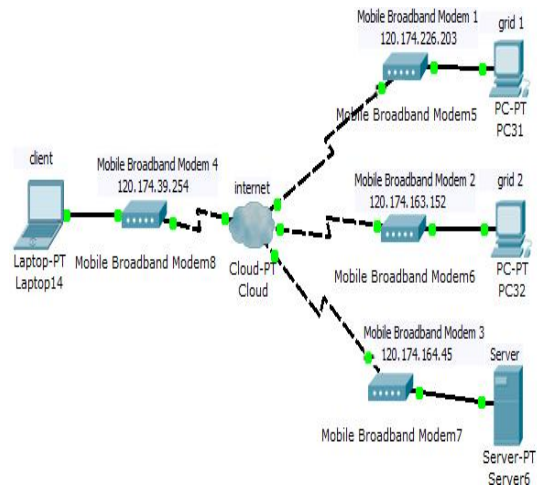 Mobile Broadband Modem 1
120.174.226.203
grid 1
Mobile Broadband Modem5
PC-PT
PC31
client
Mobile Broadband Modem 4
120.174.39.254
internet
Mobile Broadband Modem 2
120.174.163.152
grid 2
Laptop-PT
Laptop14
Mobile Broadband Modem8
Cloud-PT
Cloud
Mobile Broadband Modem6
PC-PT
PC32
Mobile Broadband Modem 3
120.174.164.45
Server
Mobile Broadband Modem7
Server-PT
Server6